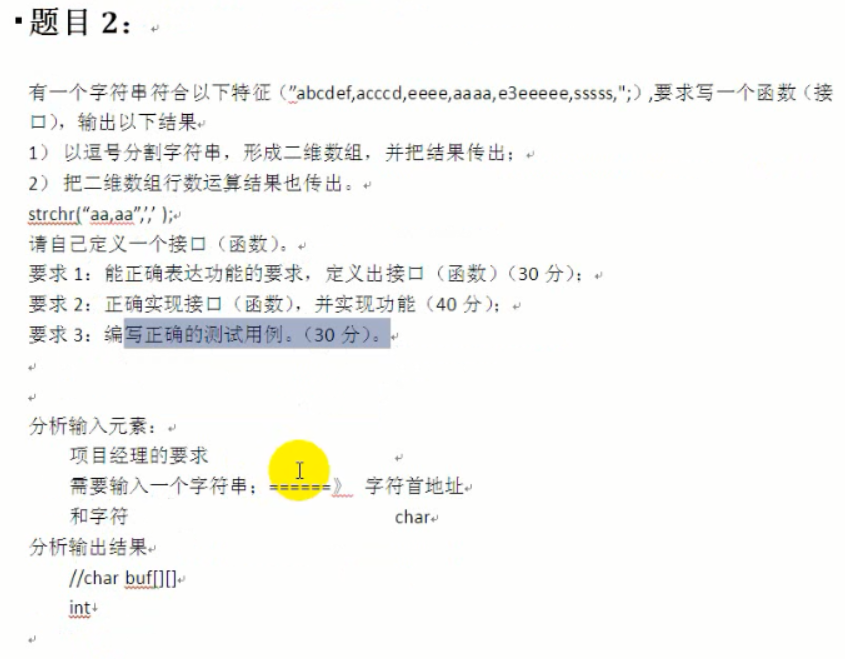 ▪题目 2：
有一个字符串符合以下特征（"abcdef,acccd,eeee,aaaa,e3eeeee,sssss,";）,要求写一个函数（接
口），输出以下结果
1） 以逗号分割字符串，形成二维数组，并把结果传出；
2） 把二维数组行数运算结果也传出。
strchr(“aa,aa”,’,’ );
请自己定义一个接口（函数）。
要求 1：能正确表达功能的要求，定义出接口（函数）（30 分）；
要求 2：正确实现接口（函数），并实现功能（40 分）；
要求 3：编写正确的测试用例。（30 分）。
分析输入元素：
项目经理的要求
需要输入一个字符串；======》 字符首地址
和字符 char
分析输出结果
//char buf[][]
int